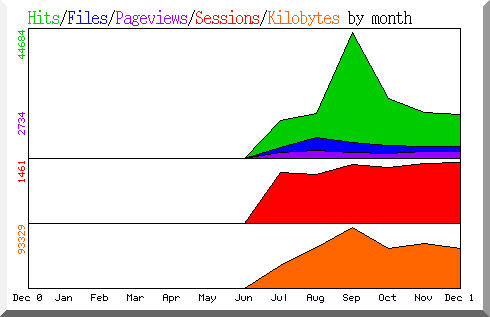 Hits/Files/Pageviews/Sessions/Kilobytes by month
44684
2734
1461
93329
Dec 0 Jan Feb Mar Apr May Jun Jul Aug Sep Oct Nov Dec 1